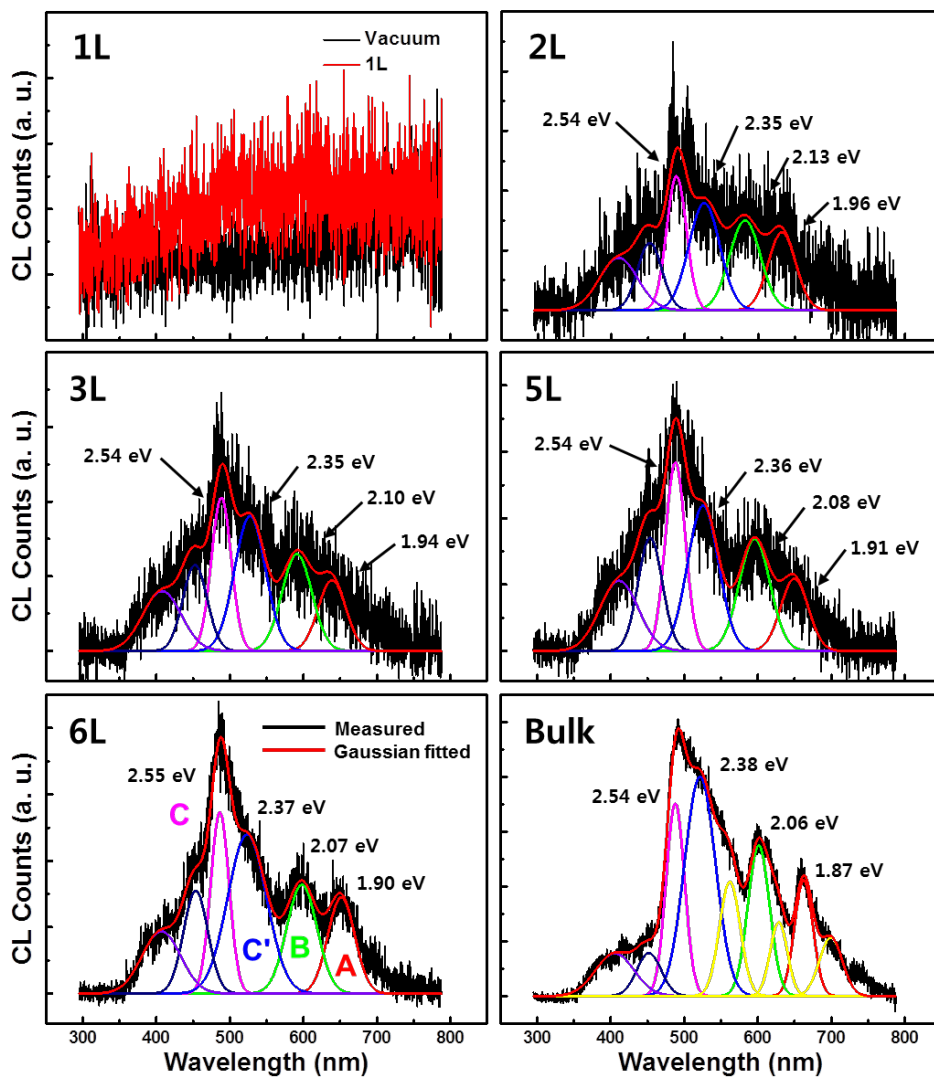 1L
Vacuum
1L
CL Counts (a. u.)
2L
2.54 eV
2.35 eV
2.13 eV
1.96 eV
3L
2.54 eV
2.35 eV
2.10 eV
1.94 eV
CL Counts (a. u.)
5L
2.54 eV
2.36 eV
2.08 eV
1.91 eV
6L
Measured
Gaussian fitted
2.55 eV
C
2.37 eV
2.07 eV
1.90 eV
C' B A
CL Counts (a. u.)
Bulk
2.54 eV
2.38 eV
2.06 eV
1.87 eV
300 400 500 600 700 800
300 400 500 600 700 800
Wavelength (nm)
Wavelength (nm)